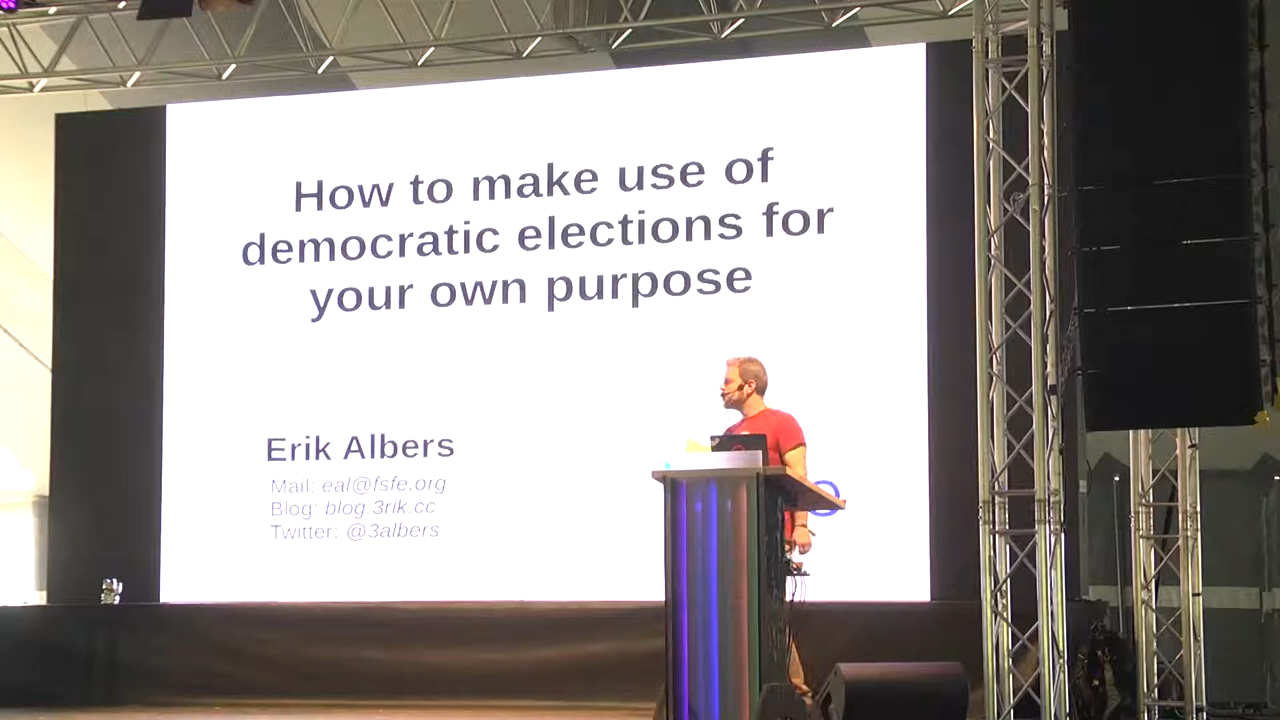 How to make use of
democratic elections for
your own purpose
Erik Albers
Mail: eal@fsfe.org
Blog: blog.3rik.cc
Twitter: @3albers